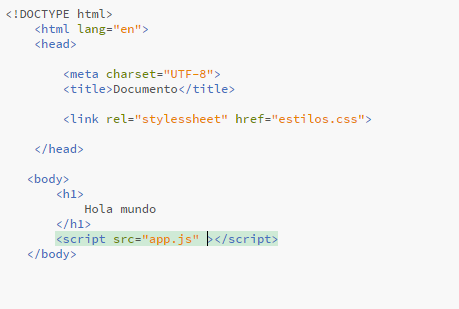 <!DOCTYPE html>
<html lang="en">
<head>
<meta charset="UTF-8">
<title>Documento</title>
<link rel="stylessheet" href="estilos.css">
</head>
<body>
<h1>
Hola mundo
</h1>
<script src="app.js" ></script>
</body>